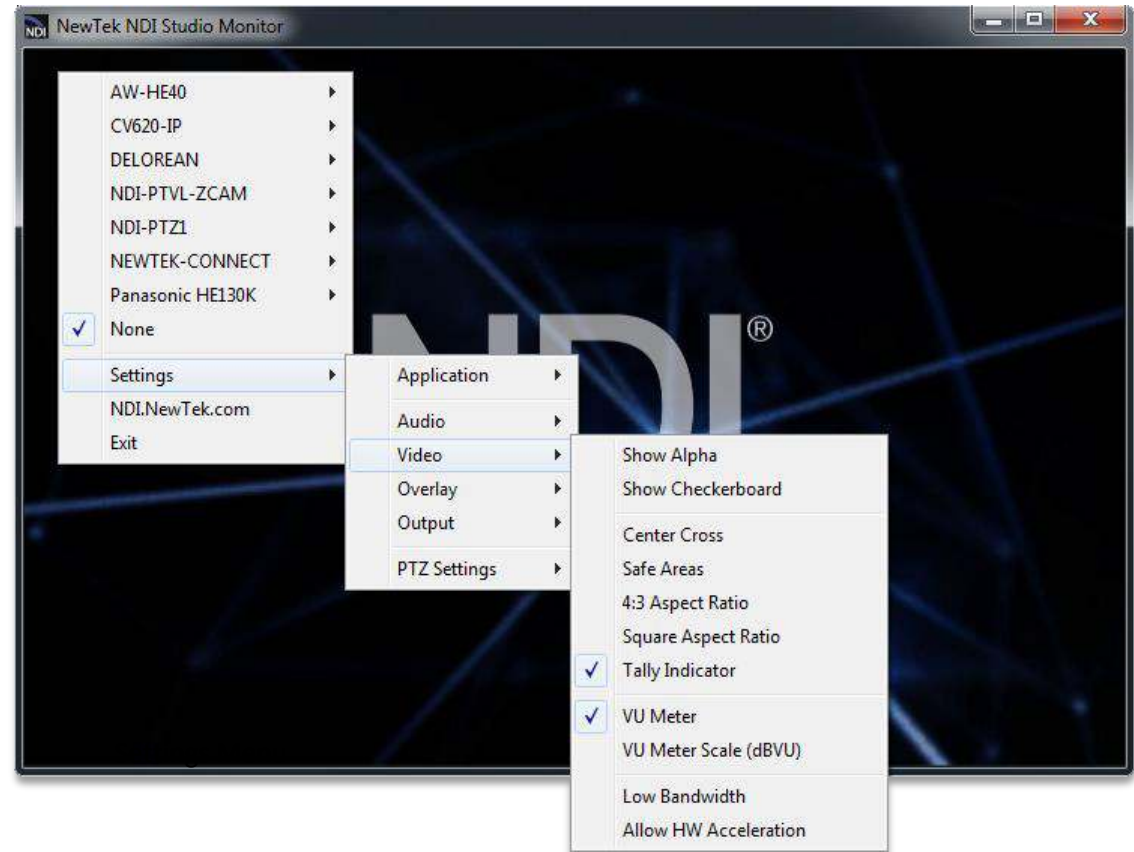 NDI NewTek NDI Studio Monitor
AW-HE40
CV620-IP
DELOREAN
NDI-PTVL-ZCAM
NDI-PTZ1
NEWTEK-CONNECT
Panasonic HE130K
None
Settings
NDI.NewTek.com
Exit
NDI®
Application
Audio
Video
Overlay
Output
PTZ Settings
Show Alpha
Show Checkerboard
Center Cross
Safe Areas
4:3 Aspect Ratio
Square Aspect Ratio
Tally Indicator
VU Meter
VU Meter Scale (dBVU)
Low Bandwidth
Allow HW Acceleration